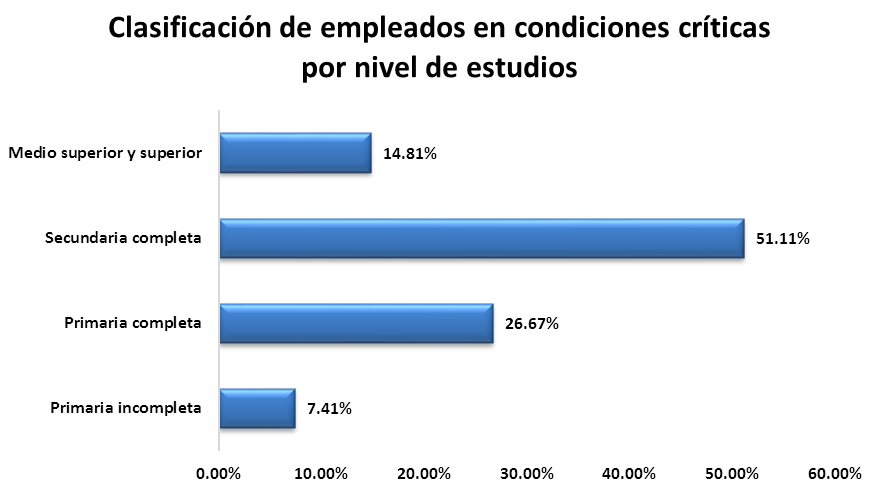 Clasificación de empleados en condiciones críticas
por nivel de estudios
Medio superior y superior
14.81%
Secundaria completa
51.11%
Primaria completa
26.67%
Primaria incompleta
7.41%
0.00% 10.00% 20.00% 30.00% 40.00% 50.00% 60.00%